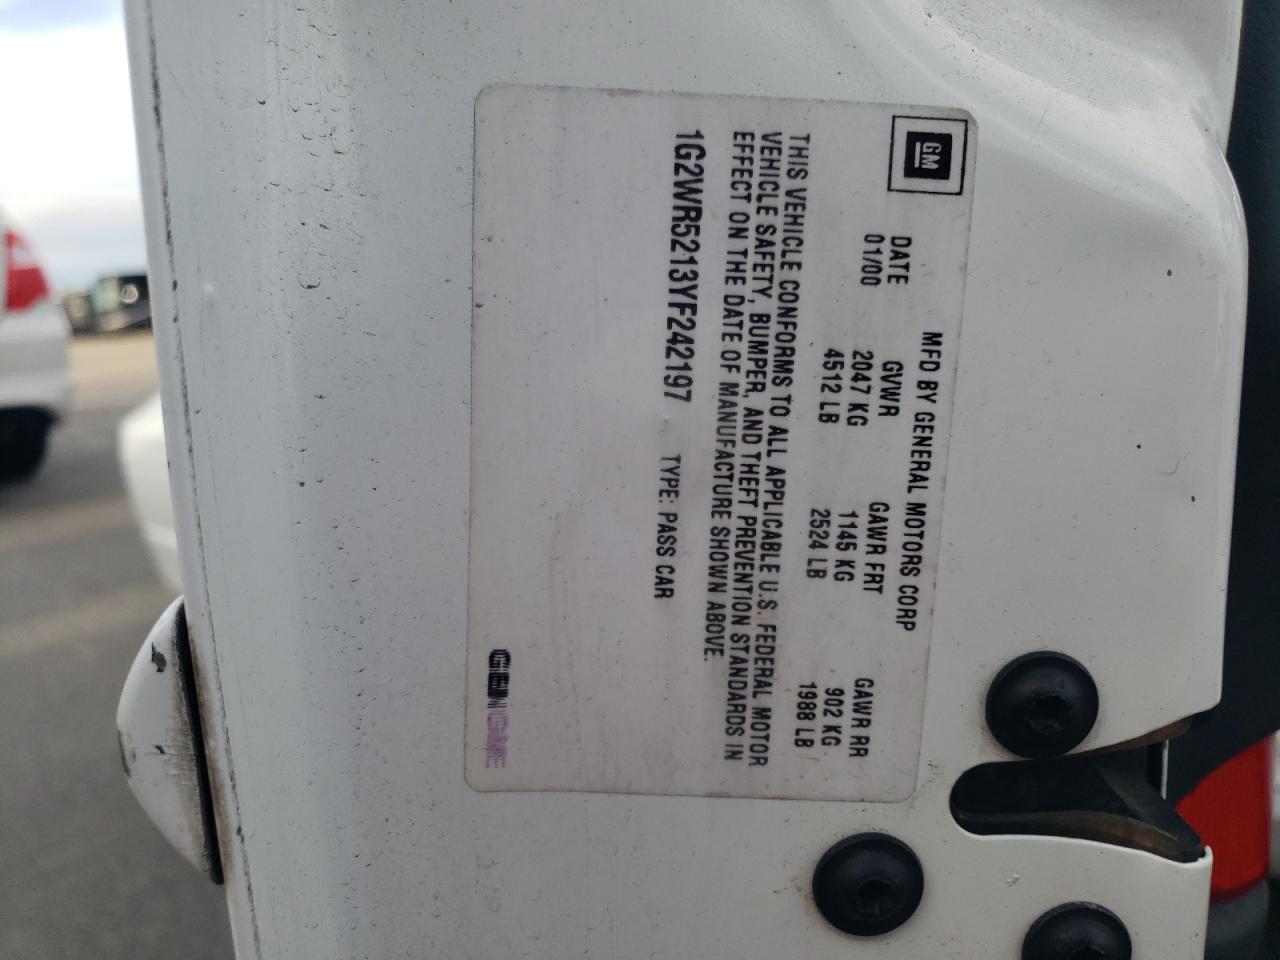 GM
MFD BY GENERAL MOTORS CORP
DATE GVWR GAWR FRT GAWR RR
01/00 2047 KG 1145 KG 902 KG
4512 LB 2524 LB 1988 LB
THIS VEHICLE CONFORMS TO ALL APPLICABLE U.S. FEDERAL MOTOR
VEHICLE SAFETY, BUMPER, AND THEFT PREVENTION STANDARDS IN
EFFECT ON THE DATE OF MANUFACTURE SHOWN ABOVE.
1G2WR5213YF242197 TYPE: PASS CAR